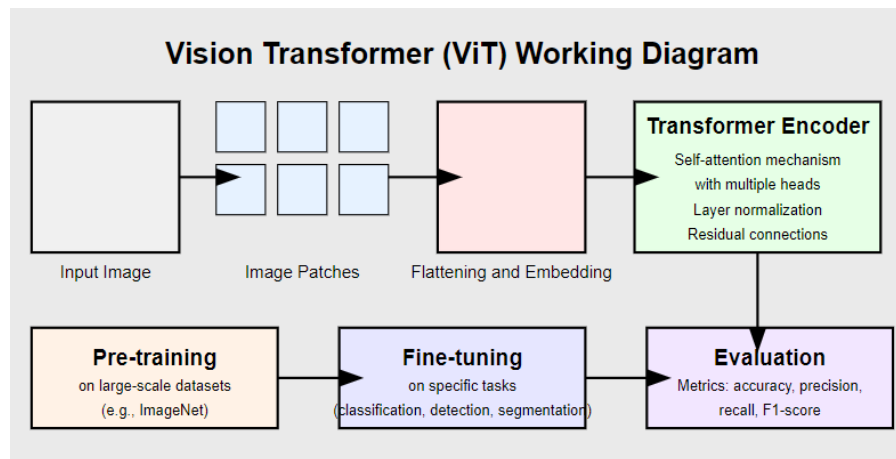 Vision Transformer (ViT) Working Diagram
Input Image
Image Patches
Flattening and Embedding
Transformer Encoder
Self-attention mechanism
with multiple heads
Layer normalization
Residual connections
Pre-training
on large-scale datasets
(e.g., ImageNet)
Fine-tuning
on specific tasks
(classification, detection, segmentation)
Evaluation
Metrics: accuracy, precision,
recall, F1-score